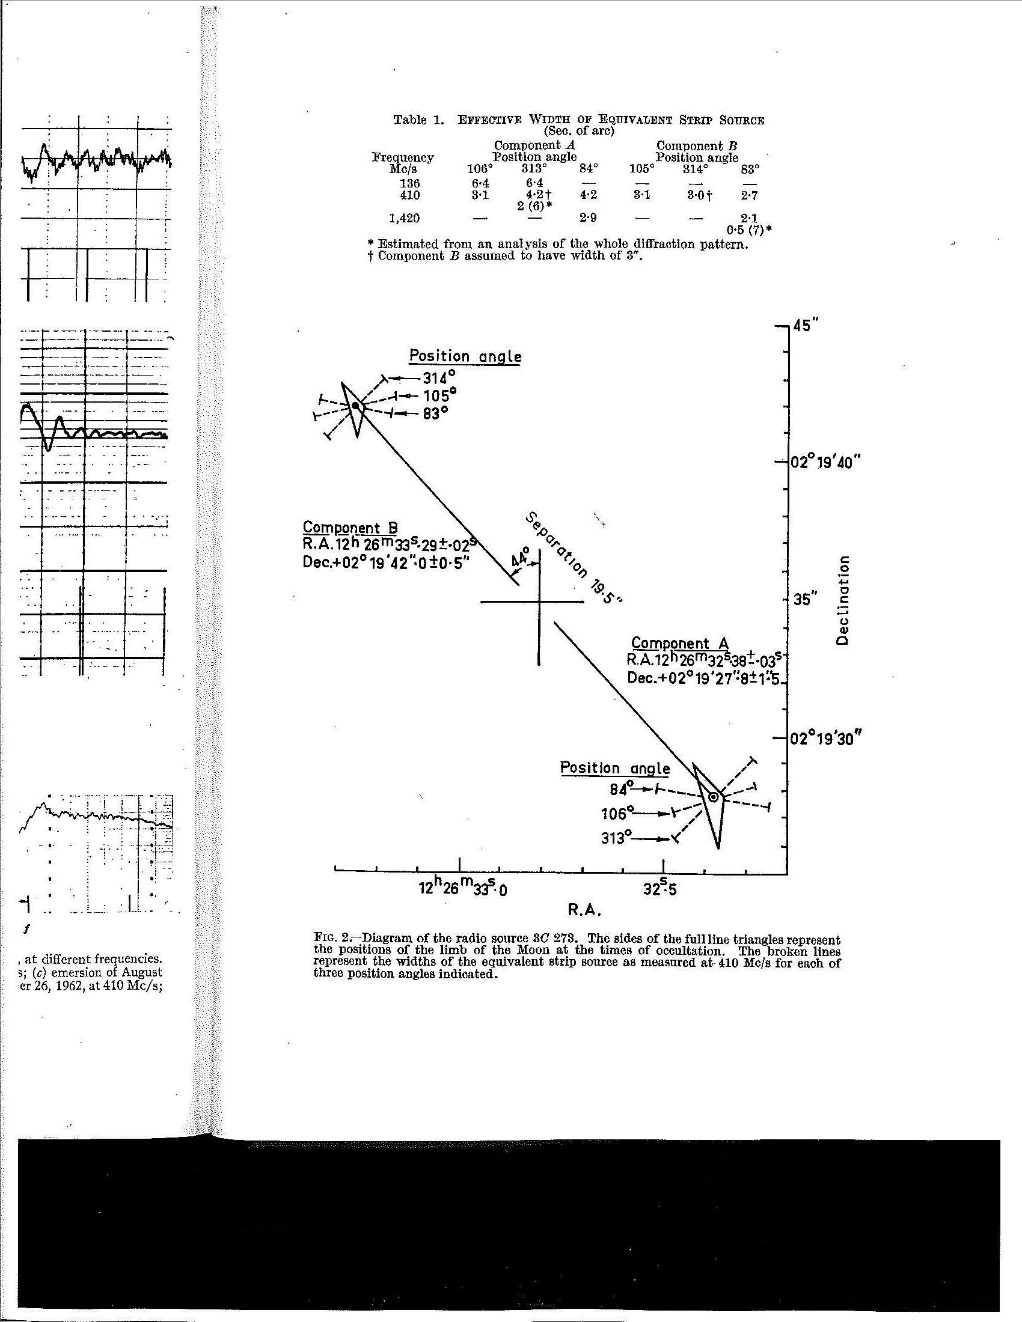 Table 1. EFFECTIVE WIDTH OF EQUIVALENT STRIP SOURCE
(Sec. of arc)
Component A Component B
Frequency Position angle Position angle
Mc/s 106° 313° 84° 105° 314° 83°
136 6·4 6·4 — — — —
410 3·1 4·2† 4·2 3·1 3·0† 2·7
2 (6)*
1,420 — — 2·9 — — 2·1
0·5 (7)*
* Estimated from an analysis of the whole diffraction pattern.
† Component B assumed to have width of 3″.
45"
Position angle
314°
105°
83°
02°19'40"
Component B
R.A.12h 26m33s·29±·02s
Dec.+02°19'42"·0±0·5"
44°
Separation 19.5"
35"
Declination
Component A
R.A.12h26m32s·38±·03s
Dec.+02°19'27"·8±1"·5
02°19'30"
Position angle
84°
106°
313°
12h26m33s·0
32s·5
R.A.
FIG. 2.—Diagram of the radio source 3C 273. The sides of the full line triangles represent
the positions of the limb of the Moon at the times of occultation. The broken lines
represent the widths of the equivalent strip source as measured at 410 Mc/s for each of
three position angles indicated.
f
, at different frequencies.
s; (c) emersion of August
er 26, 1962, at 410 Mc/s;